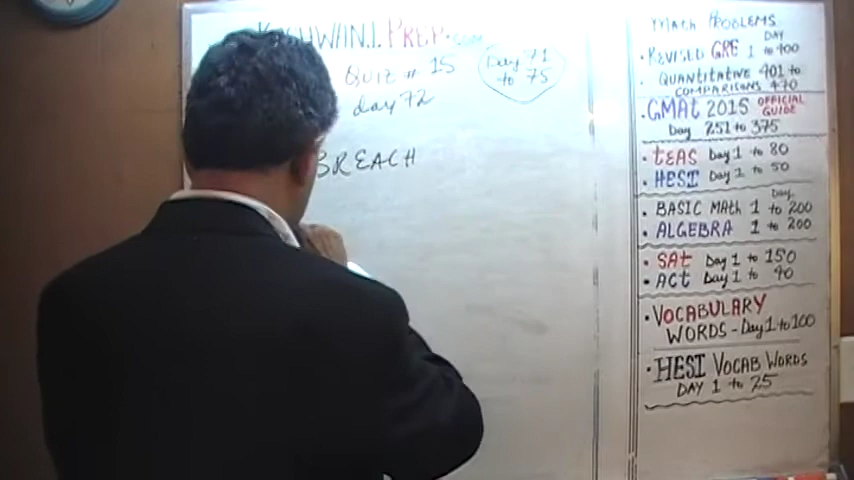 KESHWANI PREP.COM
QUIZ # 15
day 72
Day 71
to 75
BREACH
MATH PROBLEMS
DAY
• REVISED GRE 1 to 400
• QUANTITATIVE 401 to
COMPARISONS 470
• GMAT 2015 OFFICIAL
GUIDE
Day 251 to 375
• TEAS Day 1 to 80
• HESI Day 1 to 50
Day
• BASIC MATH 1 to 200
• ALGEBRA 1 to 200
• SAT Day 1 to 150
• ACT Day 1 to 90
• VOCABULARY
WORDS - Day 1 to 100
• HESI VOCAB WORDS
DAY 1 to 25